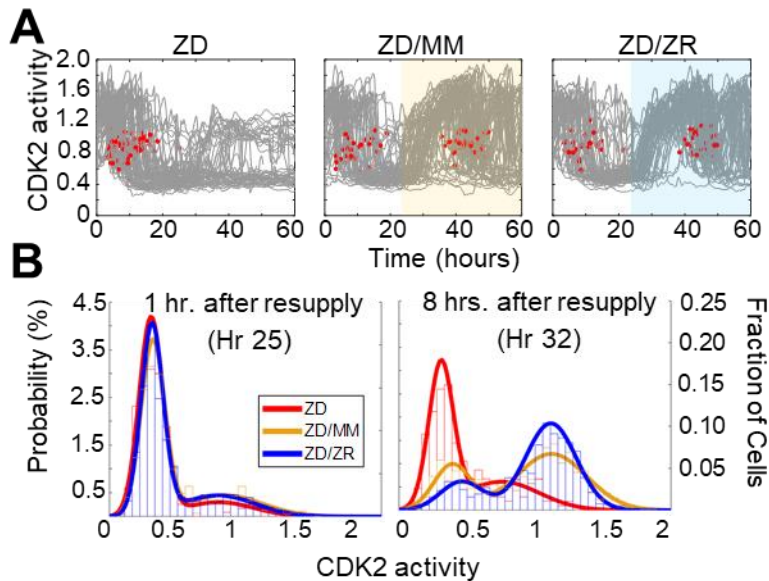 A
ZD
ZD/MM
ZD/ZR
CDK2 activity
2.0
1.6
1.2
0.8
0.4
0
0 20 40 60
0 20 40 60
0 20 40 60
Time (hours)
B
1 hr. after resupply
(Hr 25)
8 hrs. after resupply
(Hr 32)
Probability (%)
4.5
3.5
2.5
1.5
0.5
ZD
ZD/MM
ZD/ZR
0.25
0.20
0.15
0.10
0.05
Fraction of Cells
0 0.5 1 1.5 2
0 0.5 1 1.5 2
CDK2 activity